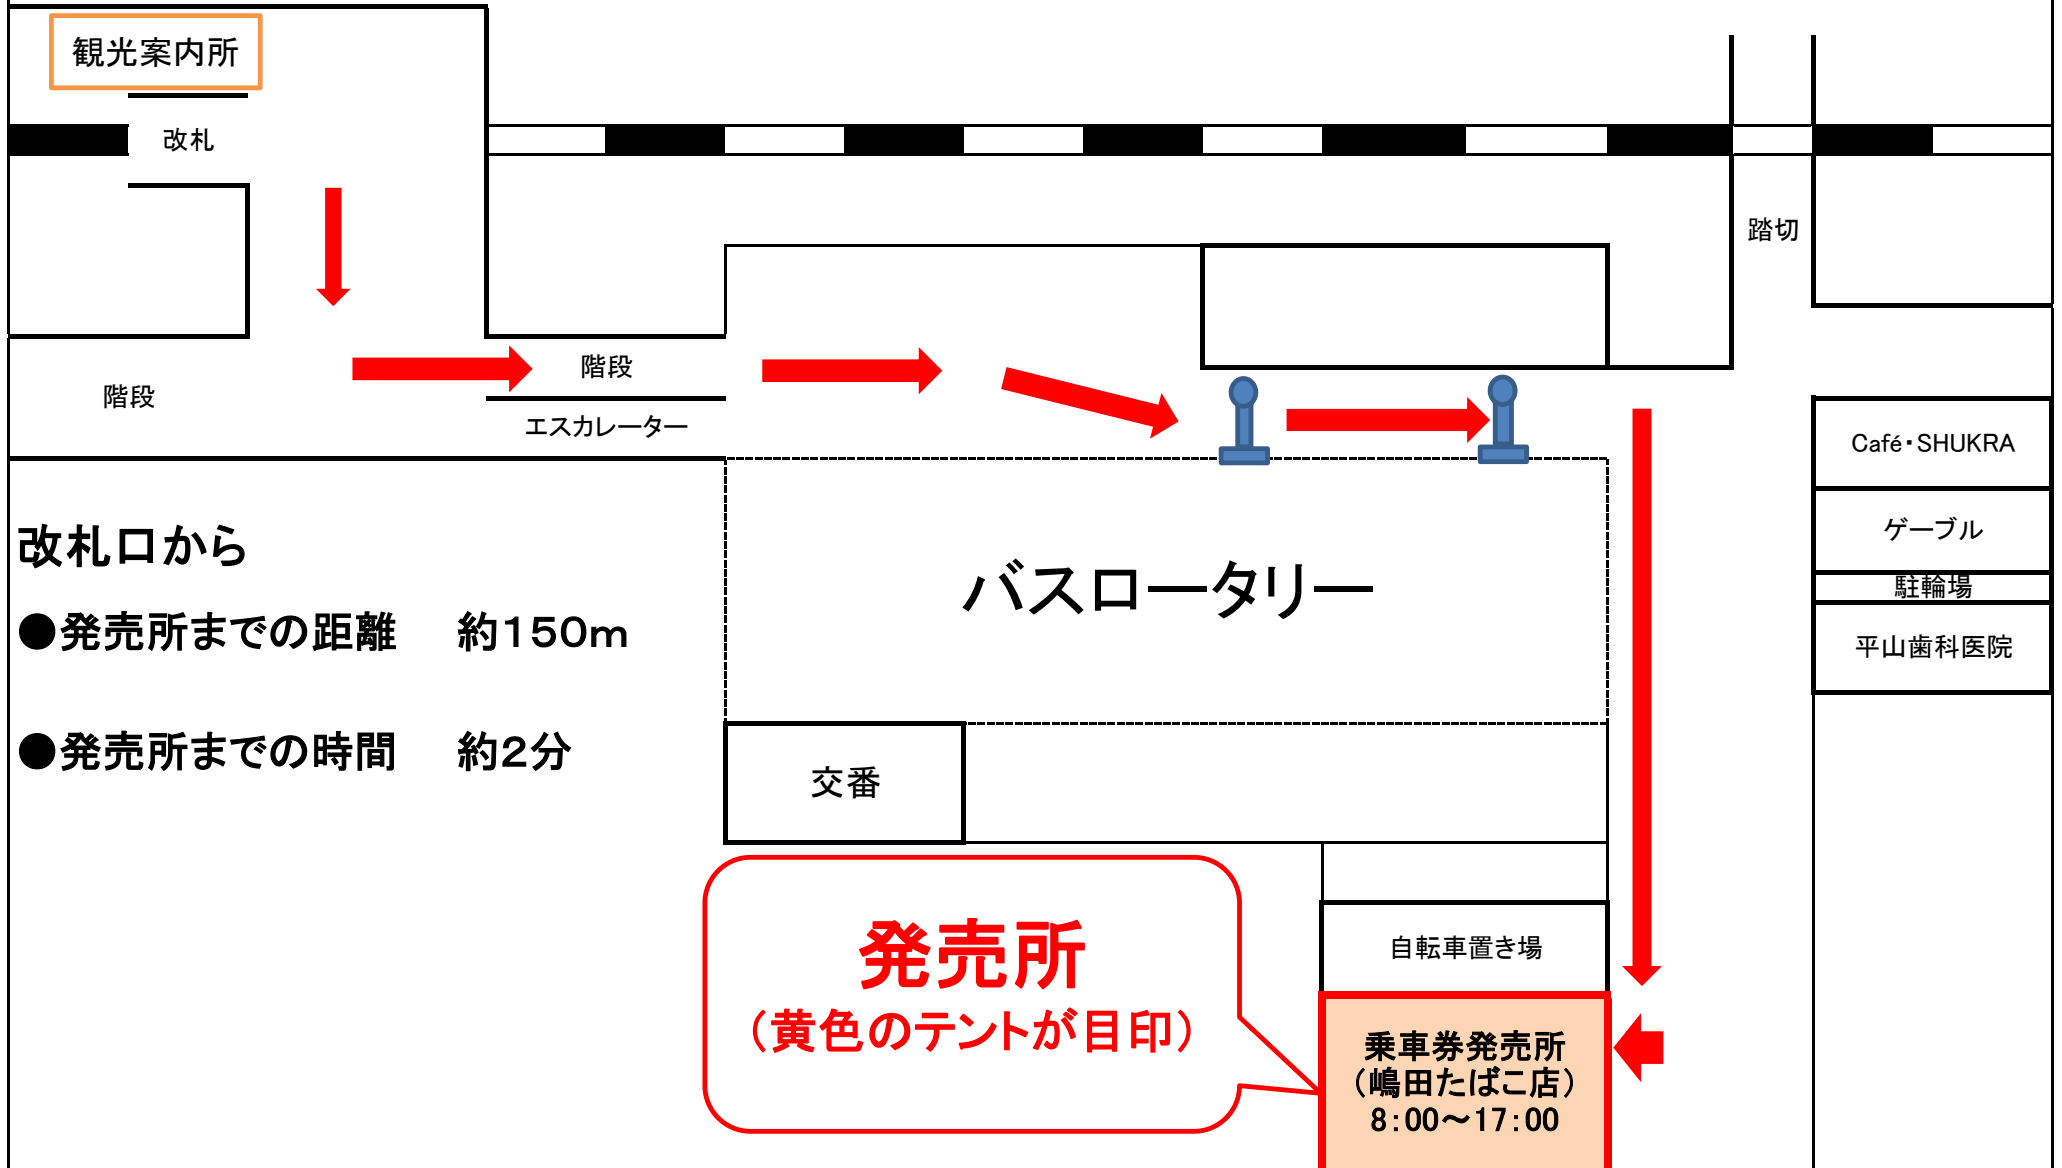 観光案内所
改札
踏切
階段
階段
エスカレーター
Café・SHUKRA
ゲーブル
駐輪場
平山歯科医院
改札口から
●発売所までの距離　約150m
●発売所までの時間　約2分
バスロータリー
交番
発売所
（黄色のテントが目印）
自転車置き場
乗車券発売所
（嶋田たばこ店）
8：00～17：00